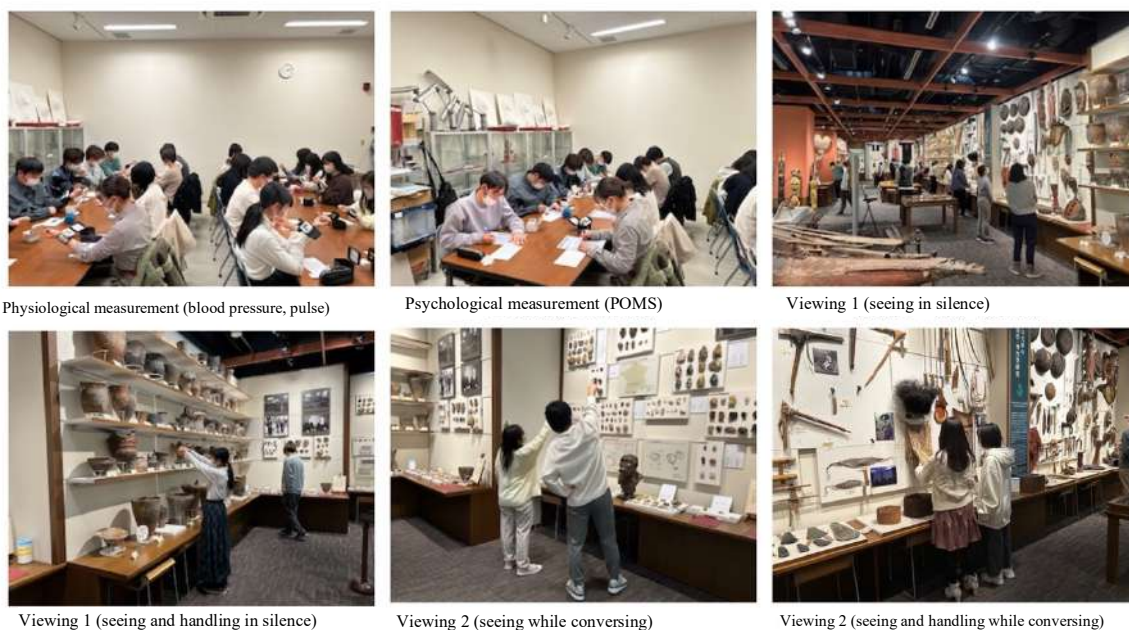 Physiological measurement (blood pressure, pulse)
Psychological measurement (POMS)
Viewing 1 (seeing in silence)
Viewing 1 (seeing and handling in silence)
Viewing 2 (seeing while conversing)
Viewing 2 (seeing and handling while conversing)